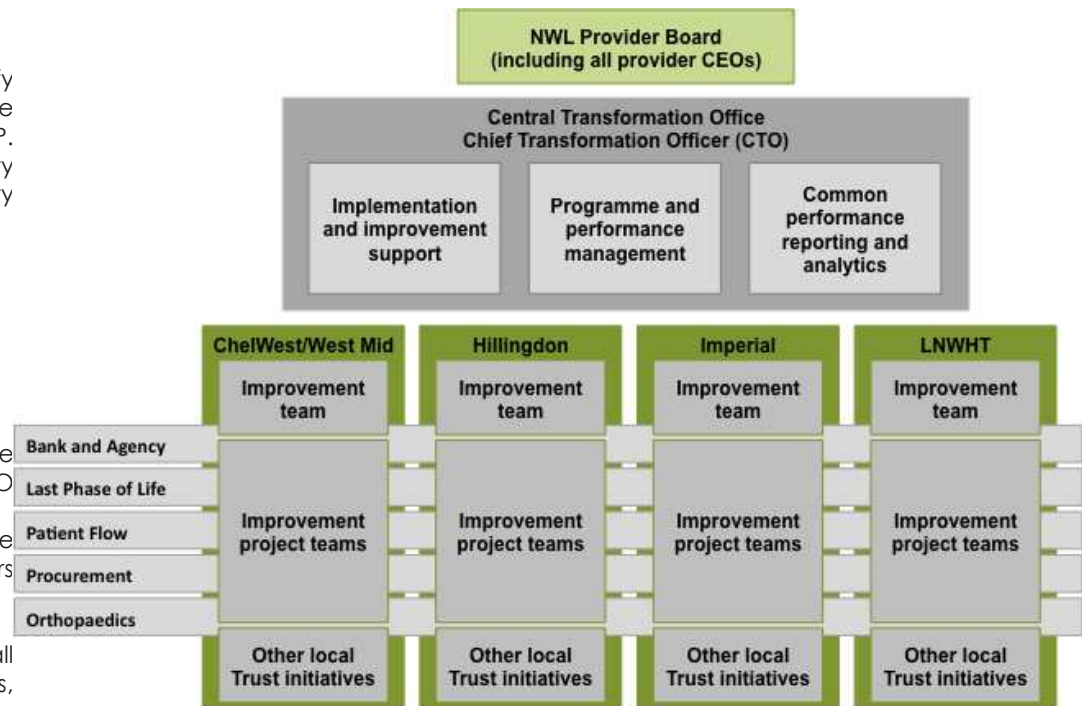 NWL Provider Board
(including all provider CEOs)
Central Transformation Office
Chief Transformation Officer (CTO)
Implementation
and improvement
support
Programme and
performance
management
Common
performance
reporting and
analytics
ChelWest/West Mid
Hillingdon
Imperial
LNWHT
Improvement
team
Improvement
team
Improvement
team
Improvement
team
Bank and Agency
Last Phase of Life
Patient Flow
Procurement
Orthopaedics
Improvement
project teams
Improvement
project teams
Improvement
project teams
Improvement
project teams
Other local
Trust initiatives
Other local
Trust initiatives
Other local
Trust initiatives
Other local
Trust initiatives